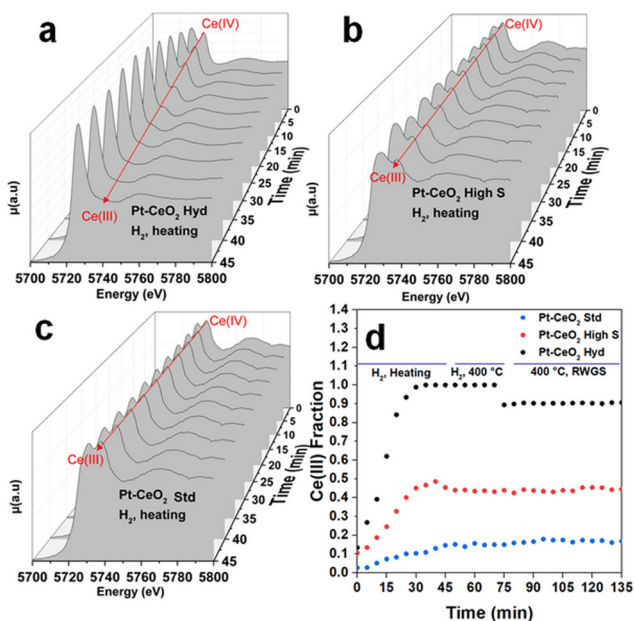 a
Ce(IV)
Ce(III)
Pt-CeO₂ Hyd
H₂, heating
μ(a.u)
5700 5720 5740 5760 5780 5800
Energy (eV)
0
5
10
15
20
25
30
35
40
45
Time (min)
b
Ce(IV)
Ce(III)
Pt-CeO₂ High S
H₂, heating
μ(a.u)
5700 5720 5740 5760 5780 5800
Energy (eV)
0
5
10
15
20
25
30
35
40
45
Time (min)
c
Ce(IV)
Ce(III)
Pt-CeO₂ Std
H₂, heating
μ(a.u)
5700 5720 5740 5760 5780 5800
Energy (eV)
0
5
10
15
20
25
30
35
40
45
Time (min)
d
Pt-CeO₂ Std
Pt-CeO₂ High S
Pt-CeO₂ Hyd
H₂, Heating H₂, 400 °C 400 °C, RWGS
Ce(III) Fraction
1.4
1.3
1.2
1.1
1.0
0.9
0.8
0.7
0.6
0.5
0.4
0.3
0.2
0.1
0.0
0 15 30 45 60 75 90 105 120 135
Time (min)